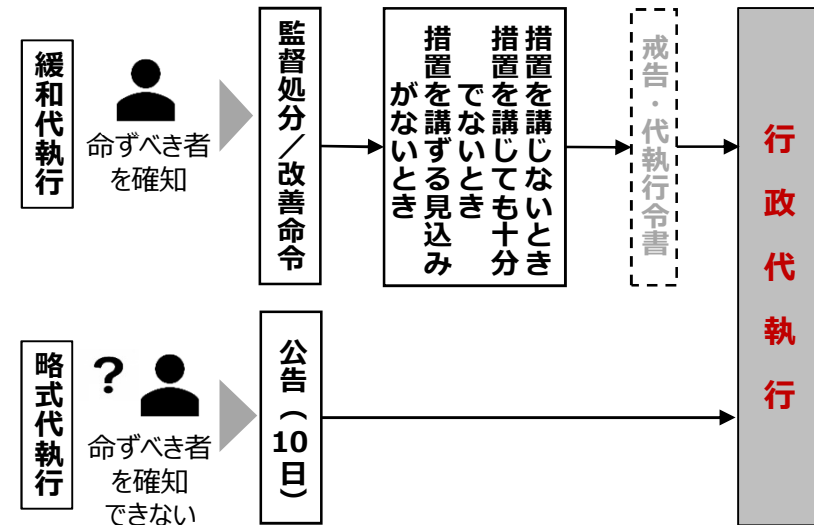 緩和代執行
命ずべき者
を確知
監督処分／改善命令
措置を講じないとき
措置を講じても十分
でないとき
措置を講ずる見込み
がないとき
戒告・代執行令書
行政代執行
略式代執行
？
命ずべき者
を確知
できない
公告（10日）